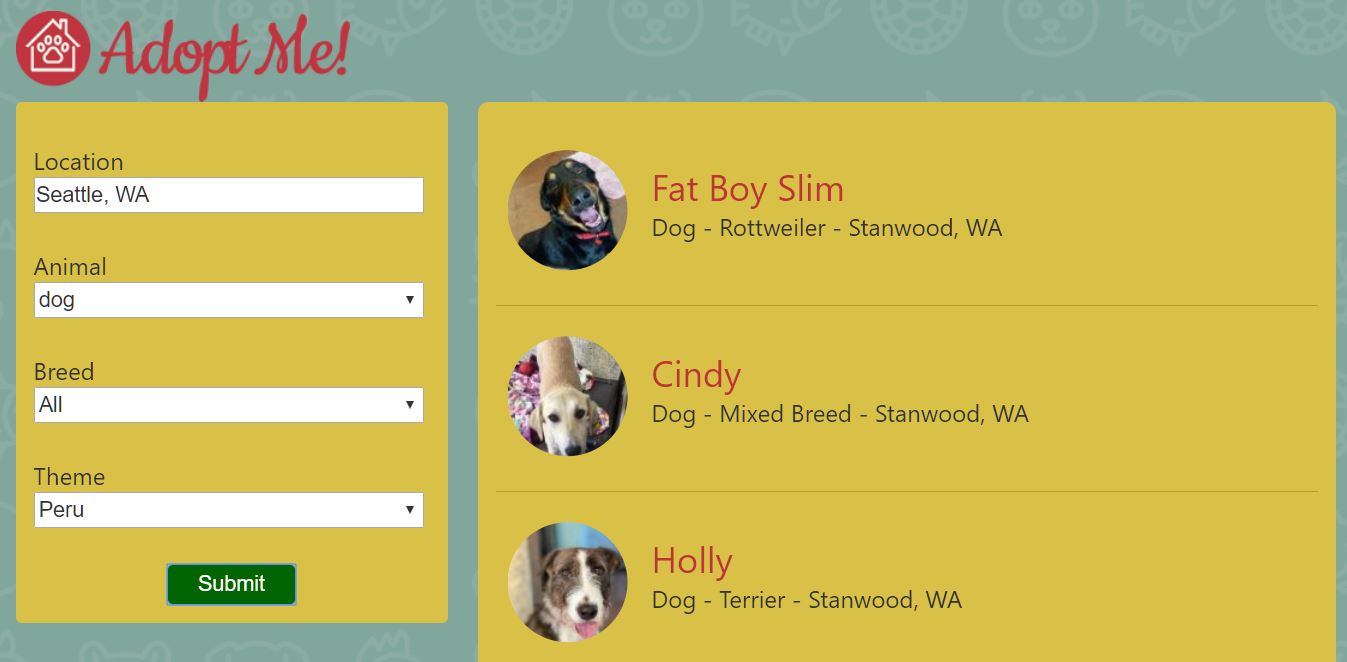 Adopt Me!
Location
Seattle, WA
Animal
dog
Breed
All
Theme
Peru
Submit
Fat Boy Slim
Dog - Rottweiler - Stanwood, WA
Cindy
Dog - Mixed Breed - Stanwood, WA
Holly
Dog - Terrier - Stanwood, WA